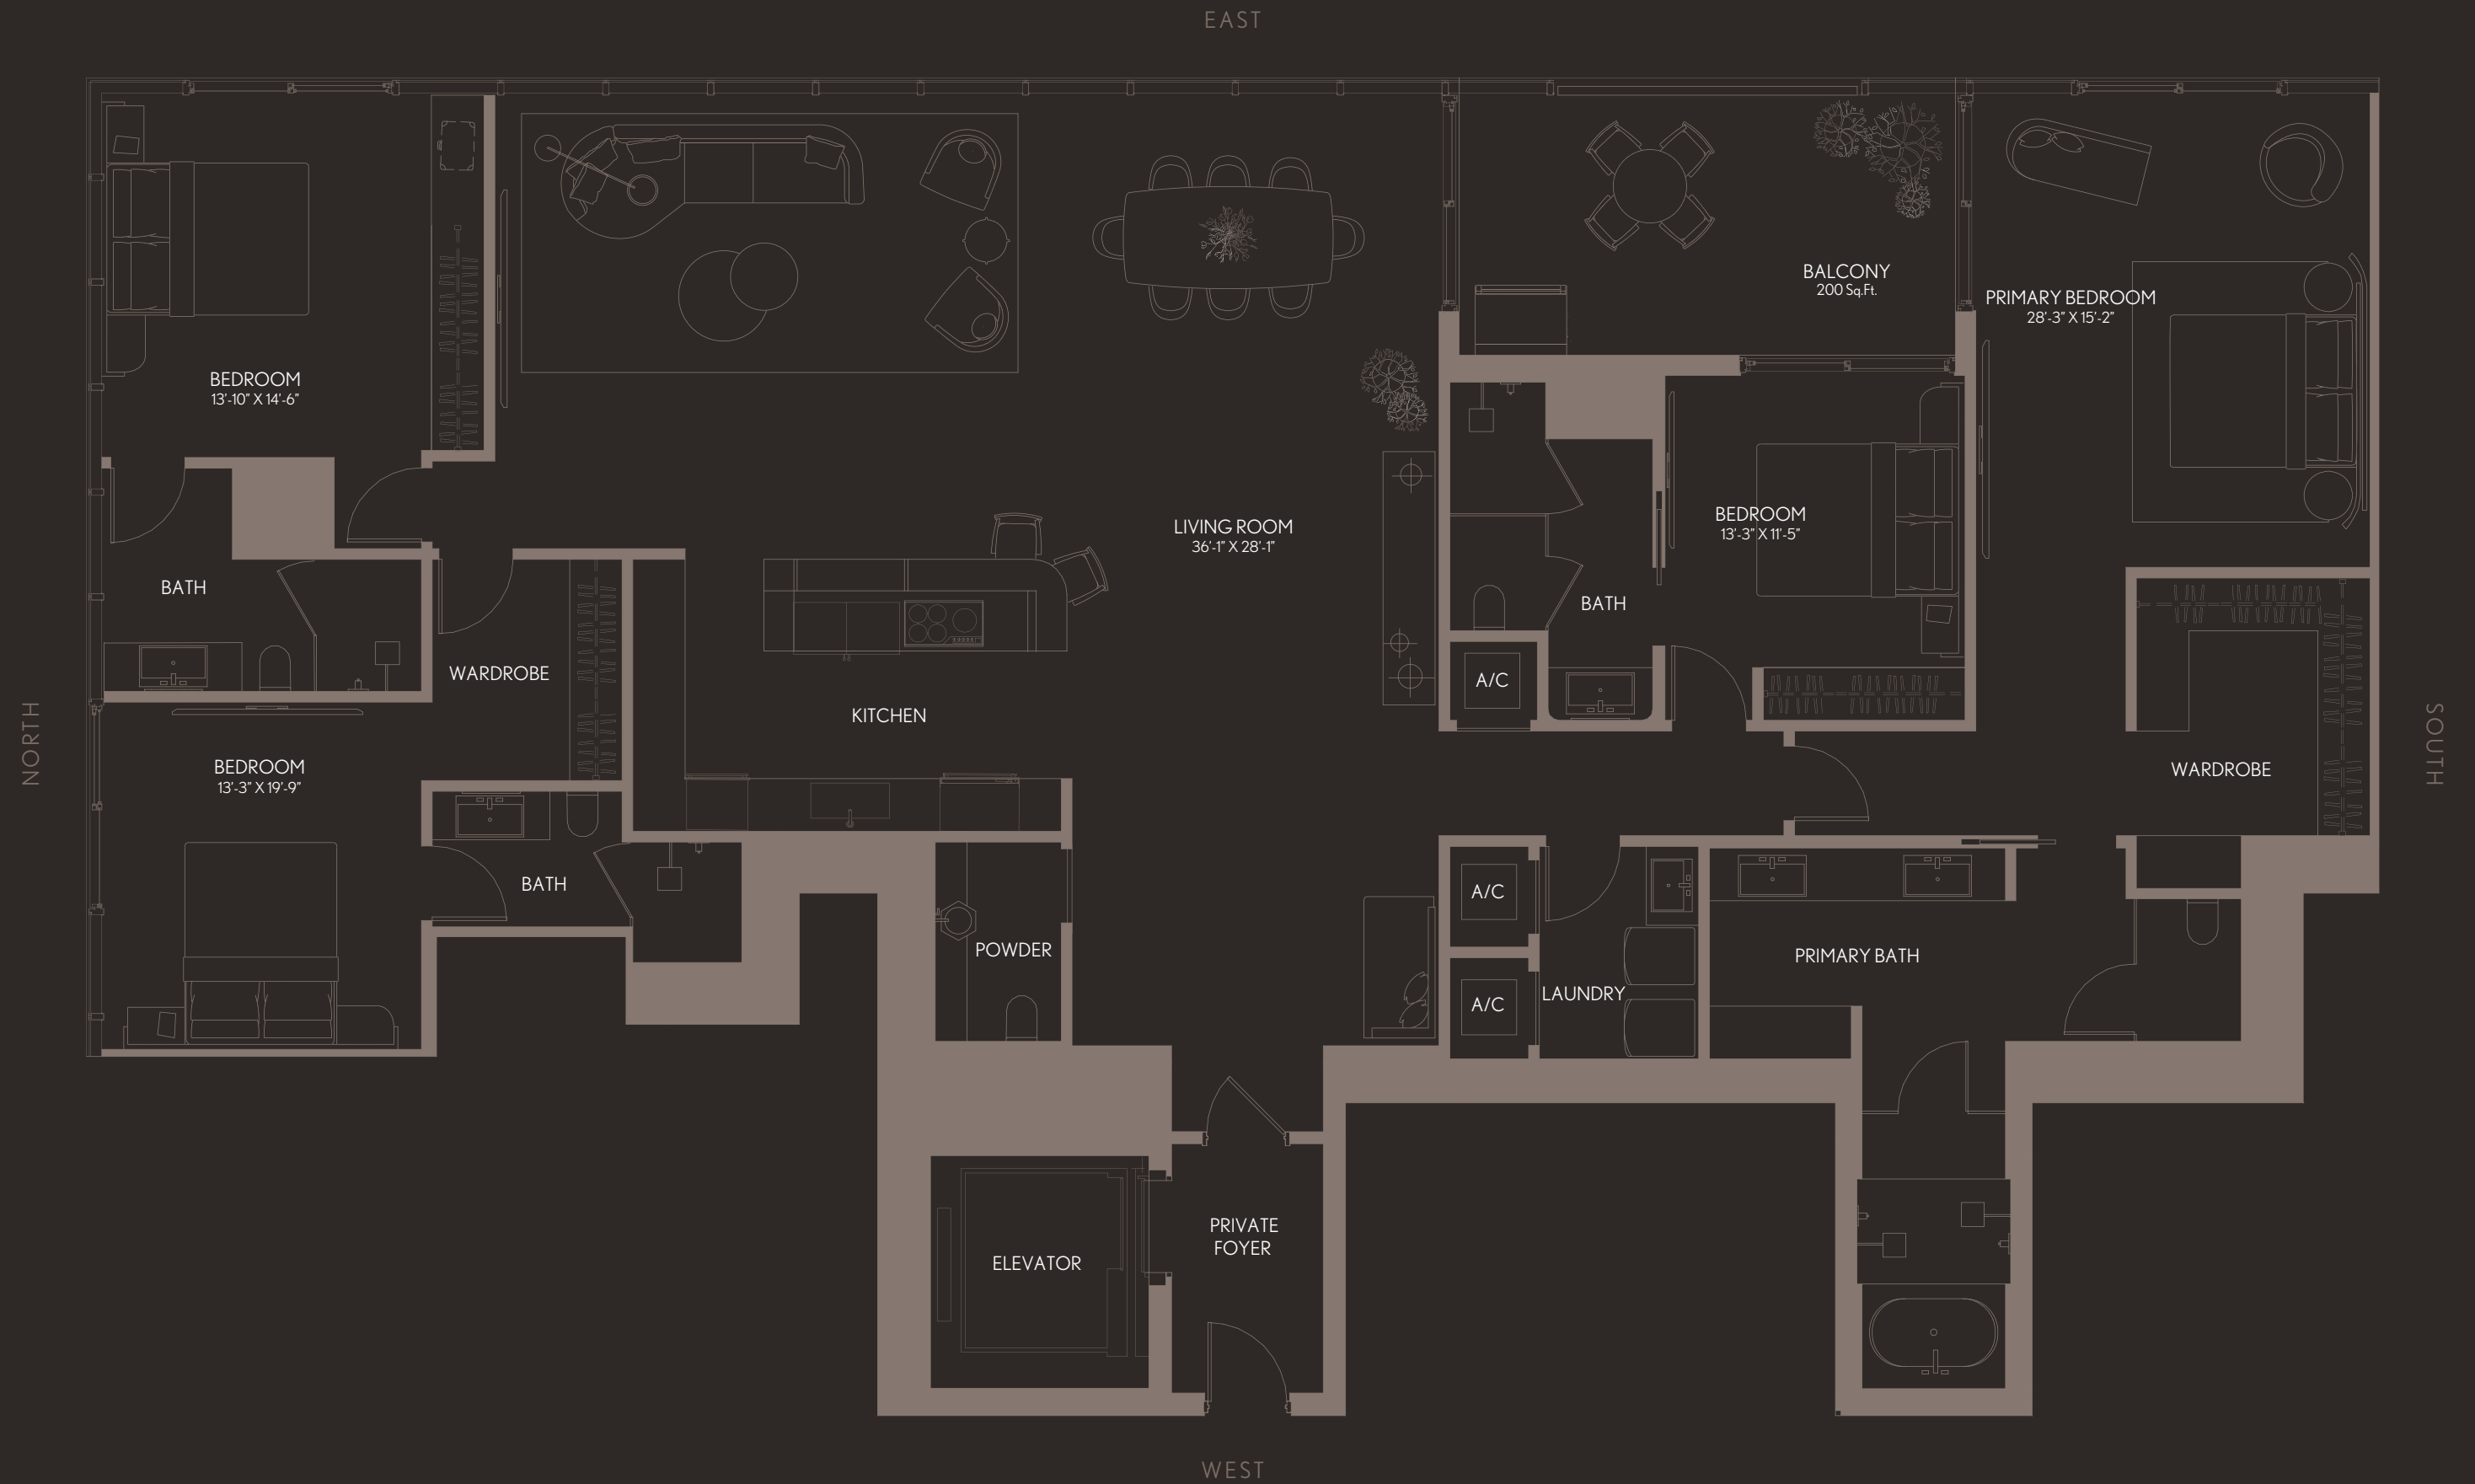 EAST
BALCONY
200 Sq.Ft.
PRIMARY BEDROOM
28'-3" X 15'-2"
BEDROOM
13'-10" X 14'-6"
LIVING ROOM
36'-1" X 28'-1"
BEDROOM
13'-3" X 11'-5"
BATH
BATH
WARDROBE
A/C
KITCHEN
NORTH
SOUTH
BEDROOM
13'-3" X 19'-9"
WARDROBE
BATH
A/C
POWDER
PRIMARY BATH
LAUNDRY
A/C
PRIVATE
FOYER
ELEVATOR
WEST